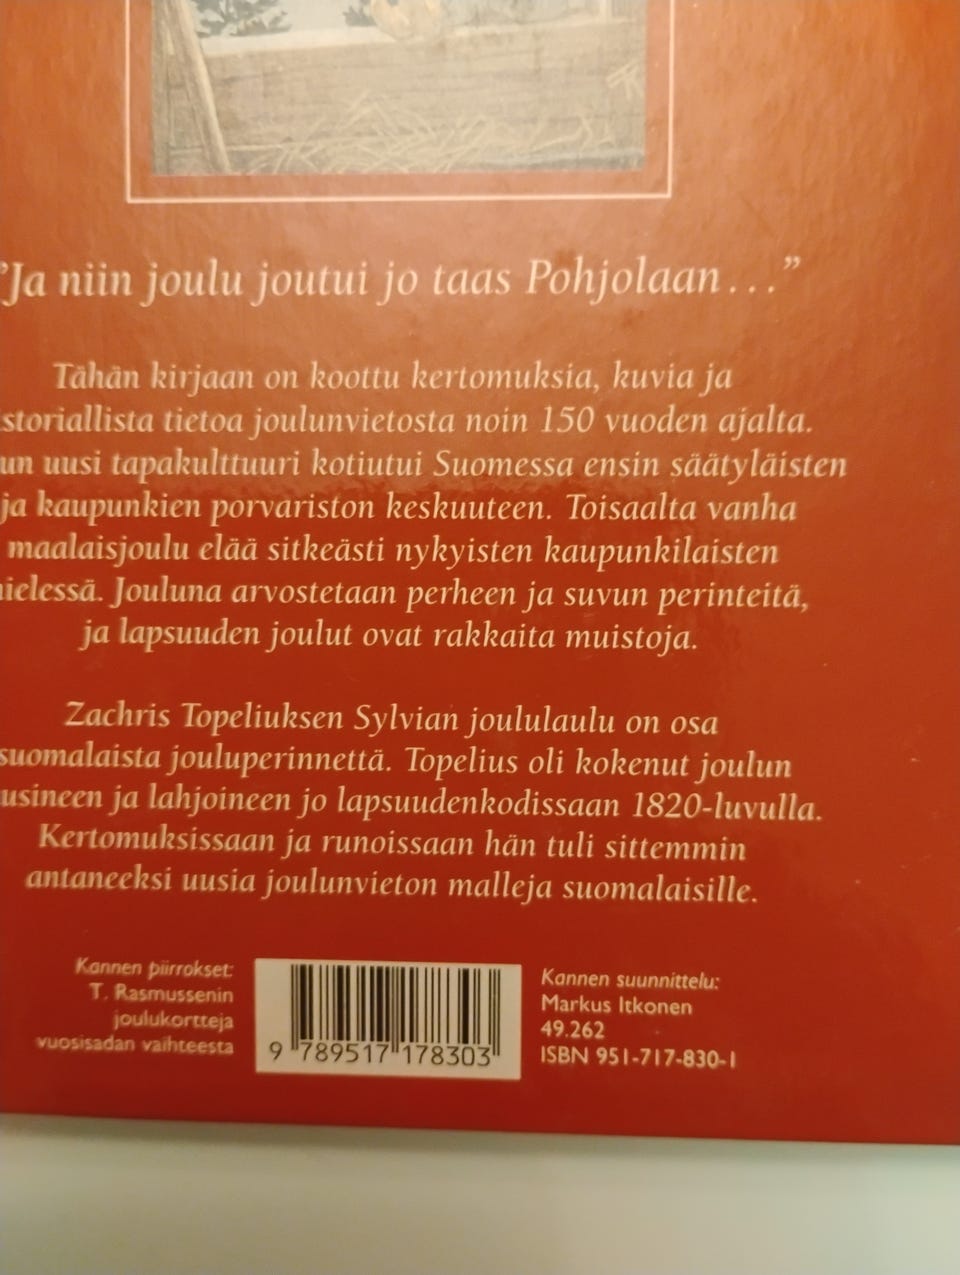 "Ja niin joulu joutui jo taas Pohjolaan..."
Tähän kirjaan on koottu kertomuksia, kuvia ja
storiallista tietoa joulunvietosta noin 150 vuoden ajalta.
un uusi tapakulttuuri kotiutui Suomessa ensin säätyläisten
ja kaupunkien porvariston keskuuteen. Toisaalta vanha
maalaisjoulu elää sitkeästi nykyisten kaupunkilaisten
ielessä. Jouluna arvostetaan perheen ja suvun perinteitä,
ja lapsuuden joulut ovat rakkaita muistoja.
Zachris Topeliuksen Sylvian joululaulu on osa
suomalaista jouluperinnettä. Topelius oli kokenut joulun
usineen ja lahjoineen jo lapsuudenkodissaan 1820-luvulla.
Kertomuksissaan ja runoissaan hän tuli sittemmin
antaneeksi uusia joulunvieton malleja suomalaisille.
Kannen piirrokset:
T. Rasmussenin
joulukortteja
vuosisadan vaihteesta
9 789517 178303
Kannen suunnittelu:
Markus Itkonen
49.262
ISBN 951-717-830-1